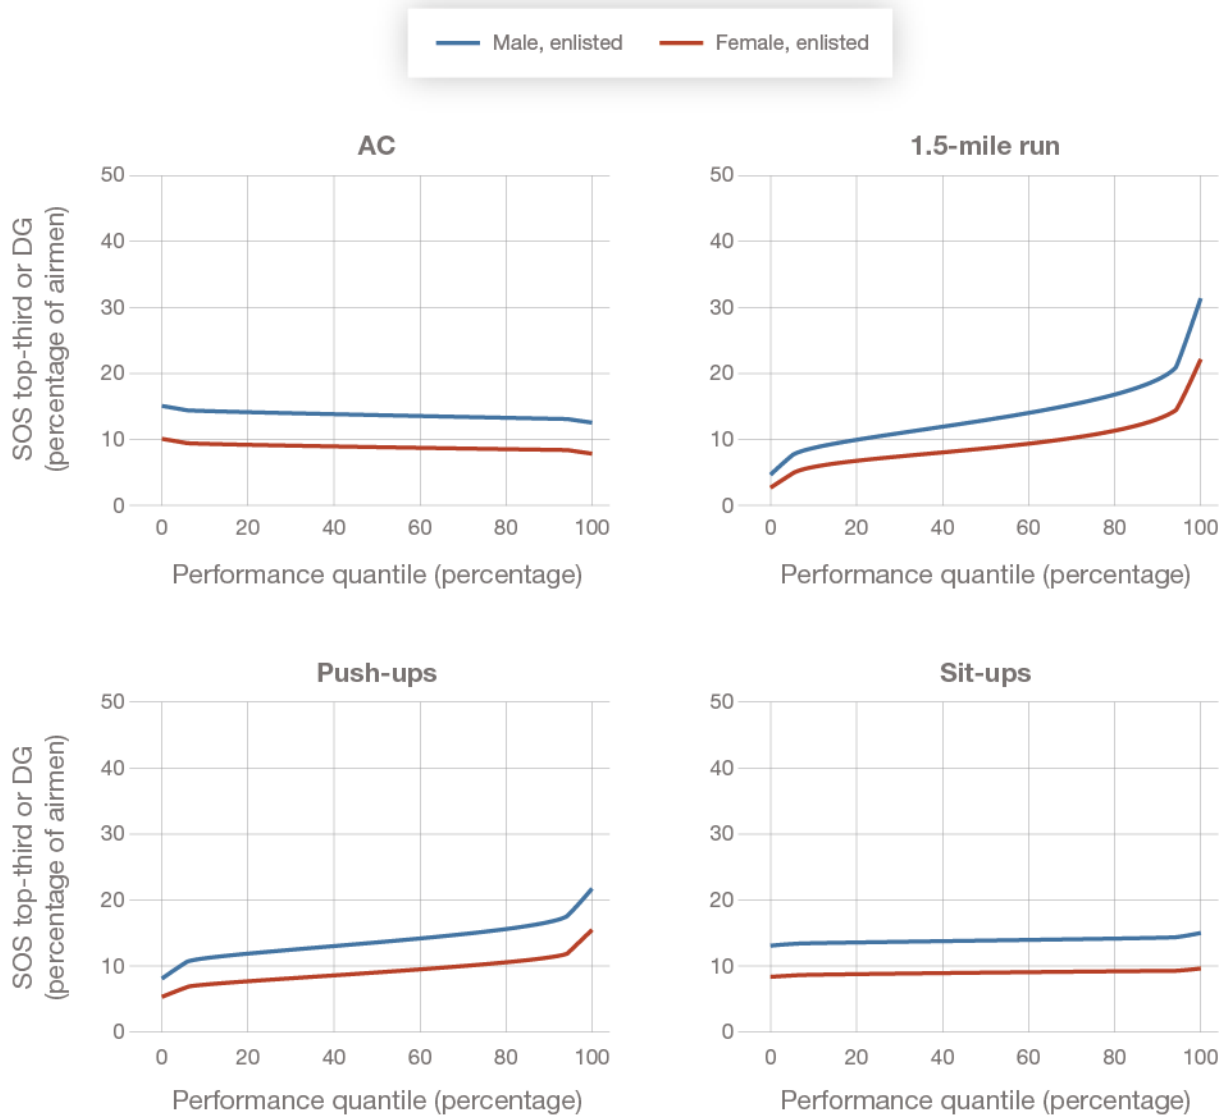 Male, enlisted
Female, enlisted
AC
SOS top-third or DG
(percentage of airmen)
50
40
30
20
10
0
0 20 40 60 80 100
Performance quantile (percentage)
1.5-mile run
50
40
30
20
10
0
0 20 40 60 80 100
Performance quantile (percentage)
Push-ups
SOS top-third or DG
(percentage of airmen)
50
40
30
20
10
0
0 20 40 60 80 100
Performance quantile (percentage)
Sit-ups
50
40
30
20
10
0
0 20 40 60 80 100
Performance quantile (percentage)